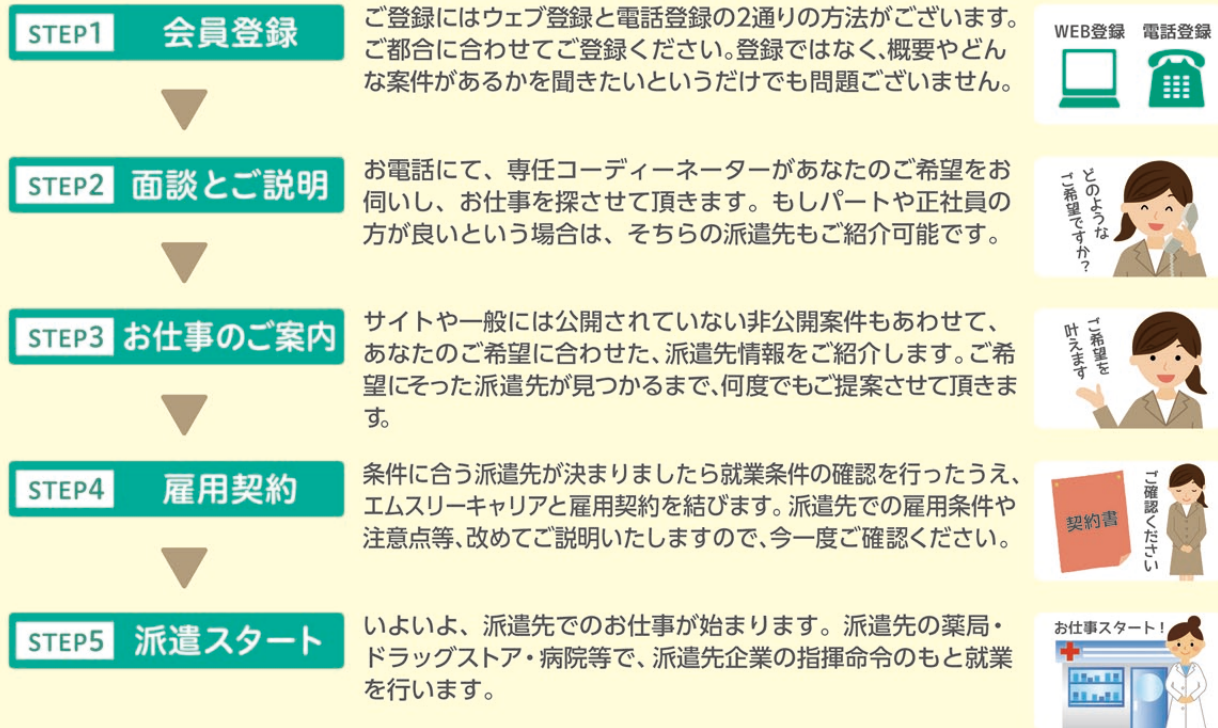 STEP1 会員登録
ご登録にはウェブ登録と電話登録の2通りの方法がございます。
ご都合に合わせてご登録ください。登録ではなく、概要やどん
な案件があるかを聞きたいというだけでも問題ございません。
WEB登録 電話登録
STEP2 面談とご説明
お電話にて、専任コーディーネーターがあなたのご希望をお
伺いし、お仕事を探させて頂きます。もしパートや正社員の
方が良いという場合は、そちらの派遣先もご紹介可能です。
どのような
ご希望ですか?
STEP3 お仕事のご案内
サイトや一般には公開されていない非公開案件もあわせて、
あなたのご希望に合わせた、派遣先情報をご紹介します。ご希
望にそった派遣先が見つかるまで、何度でもご提案させて頂きま
す。
ご希望を
叶えます
STEP4 雇用契約
条件に合う派遣先が決まりましたら就業条件の確認を行ったうえ、
エムスリーキャリアと雇用契約を結びます。派遣先での雇用条件や
注意点等、改めてご説明いたしますので、今一度ご確認ください。
契約書
ご確認ください
STEP5 派遣スタート
いよいよ、派遣先でのお仕事が始まります。派遣先の薬局・
ドラッグストア・病院等で、派遣先企業の指揮命令のもと就業
を行います。
お仕事スタート!